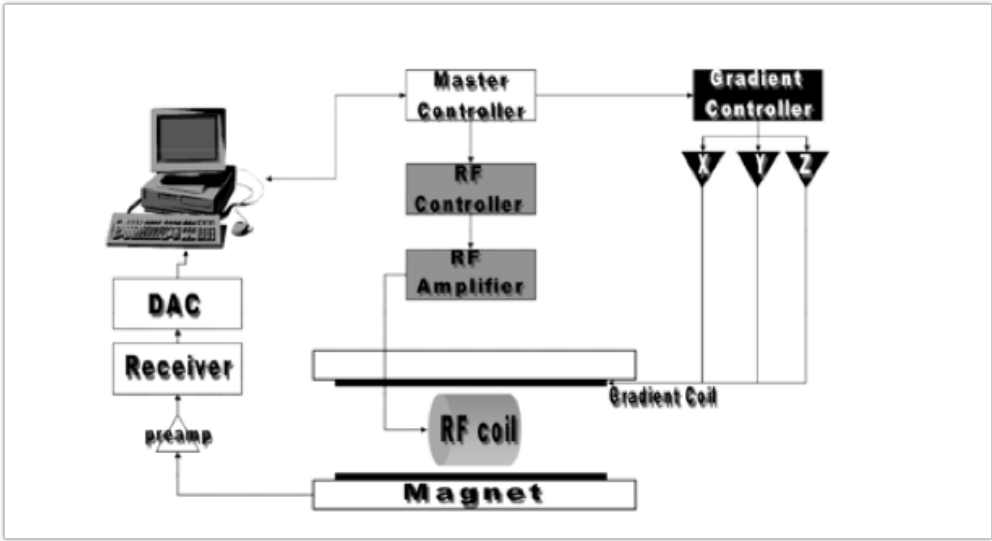 Master
Controller
Gradient
Controller
X
Y
Z
RF
Controller
RF
Amplifier
DAC
Receiver
preamp
Gradient Coil
RF coil
Magnet